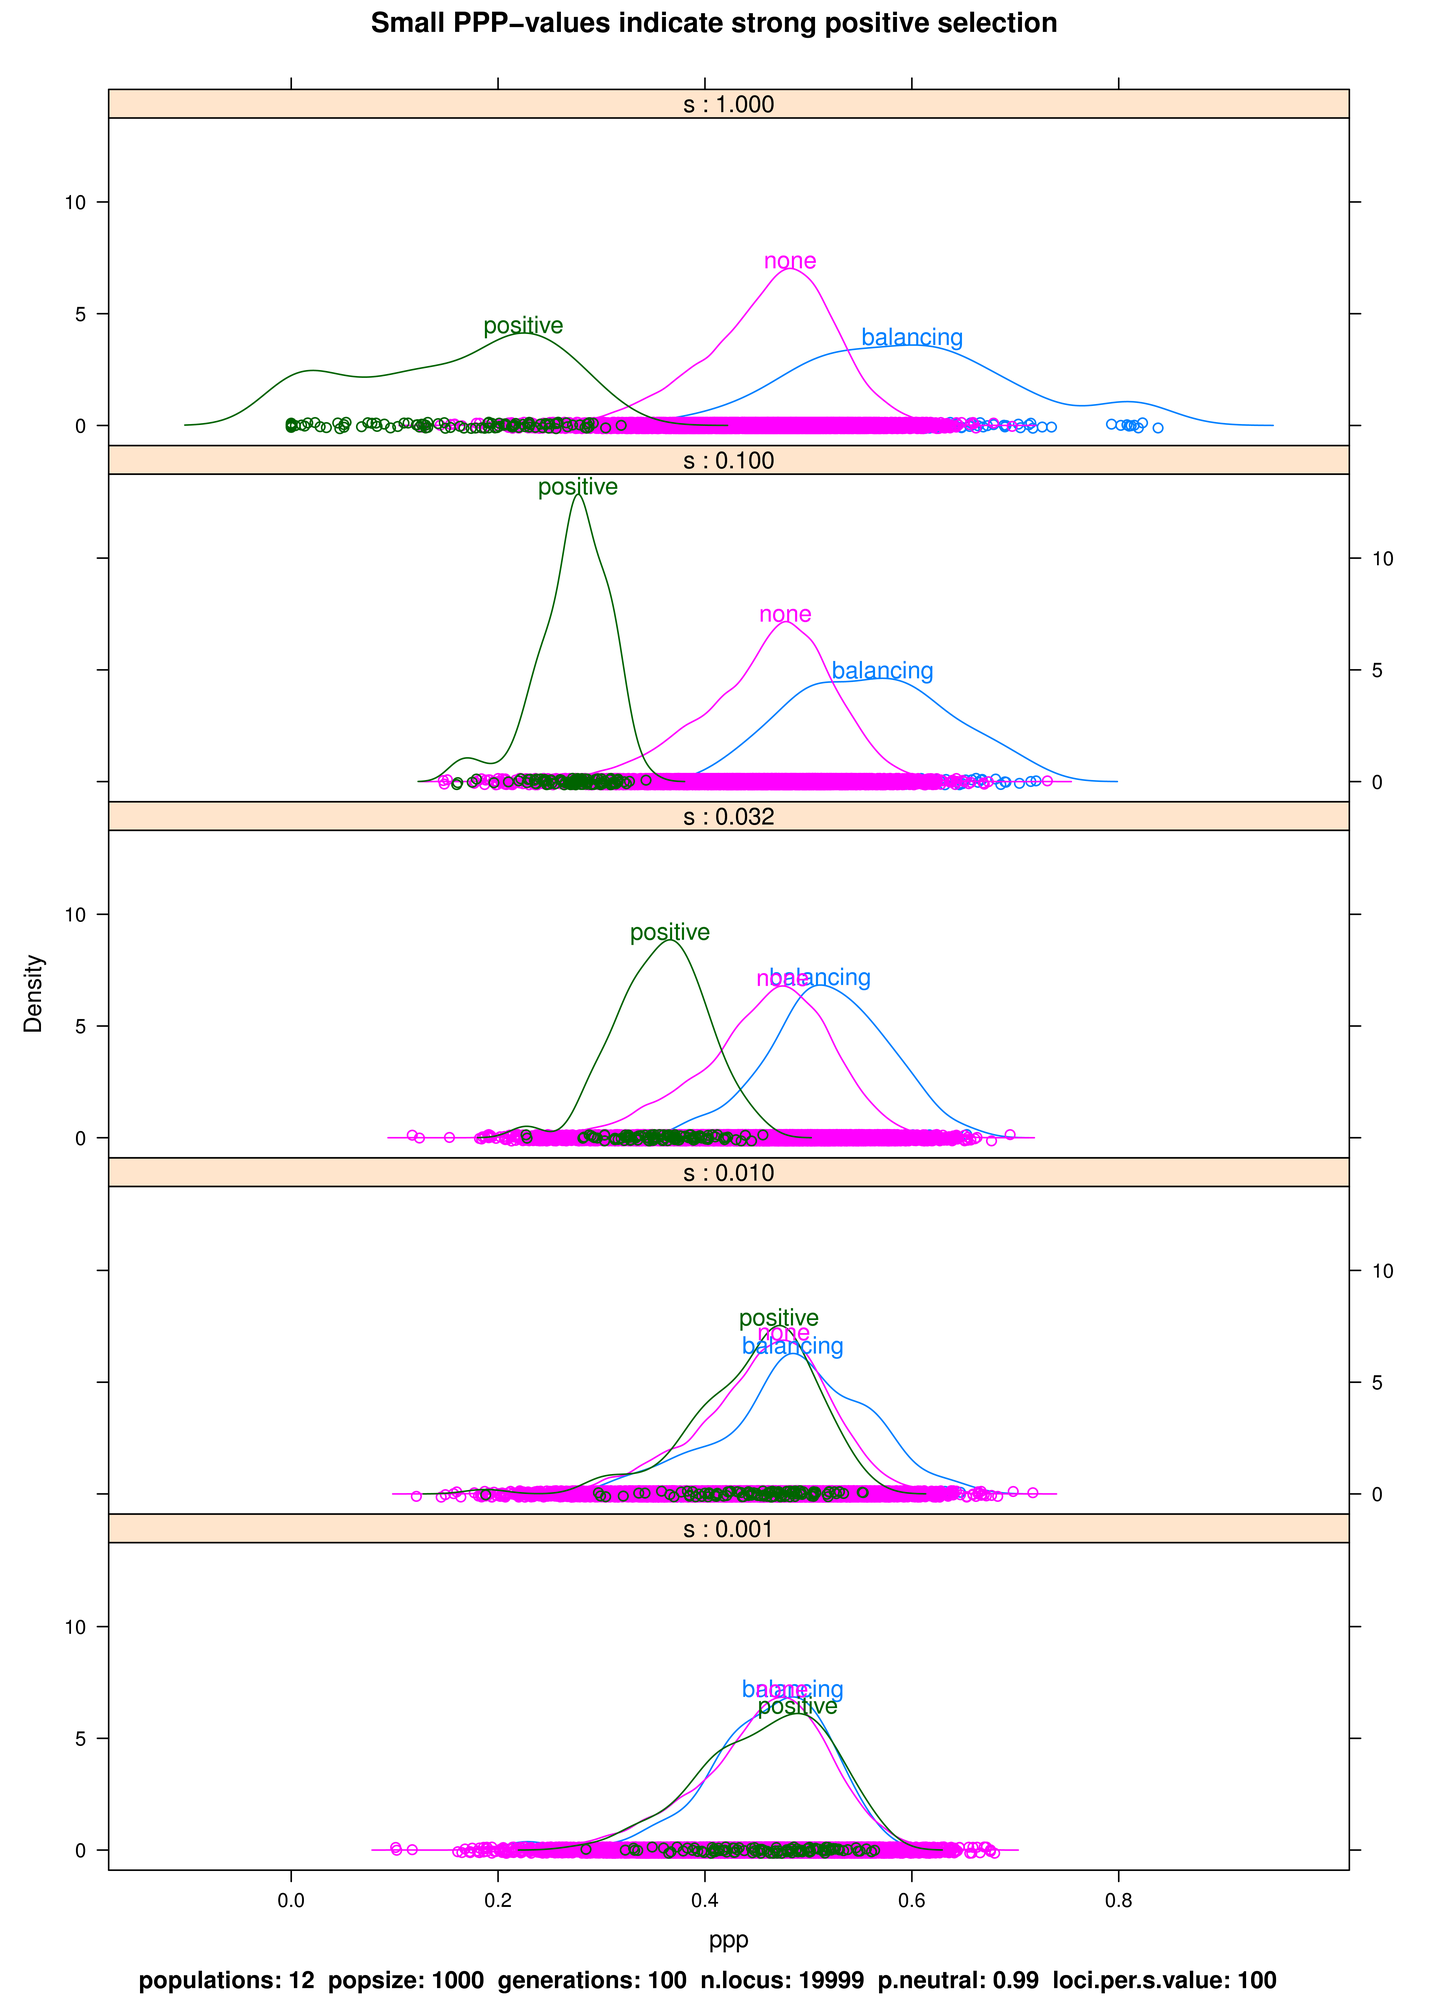 Small PPP−values indicate strong positive selection
s : 1.000
10
5
0
none
positive
balancing
s : 0.100
positive
none
balancing
10
5
0
s : 0.032
10
5
0
positive
none
balancing
s : 0.010
positive
none
balancing
10
5
0
s : 0.001
10
5
0
balancing
none
positive
Density
0.0 0.2 0.4 0.6 0.8
ppp
populations: 12 popsize: 1000 generations: 100 n.locus: 19999 p.neutral: 0.99 loci.per.s.value: 100